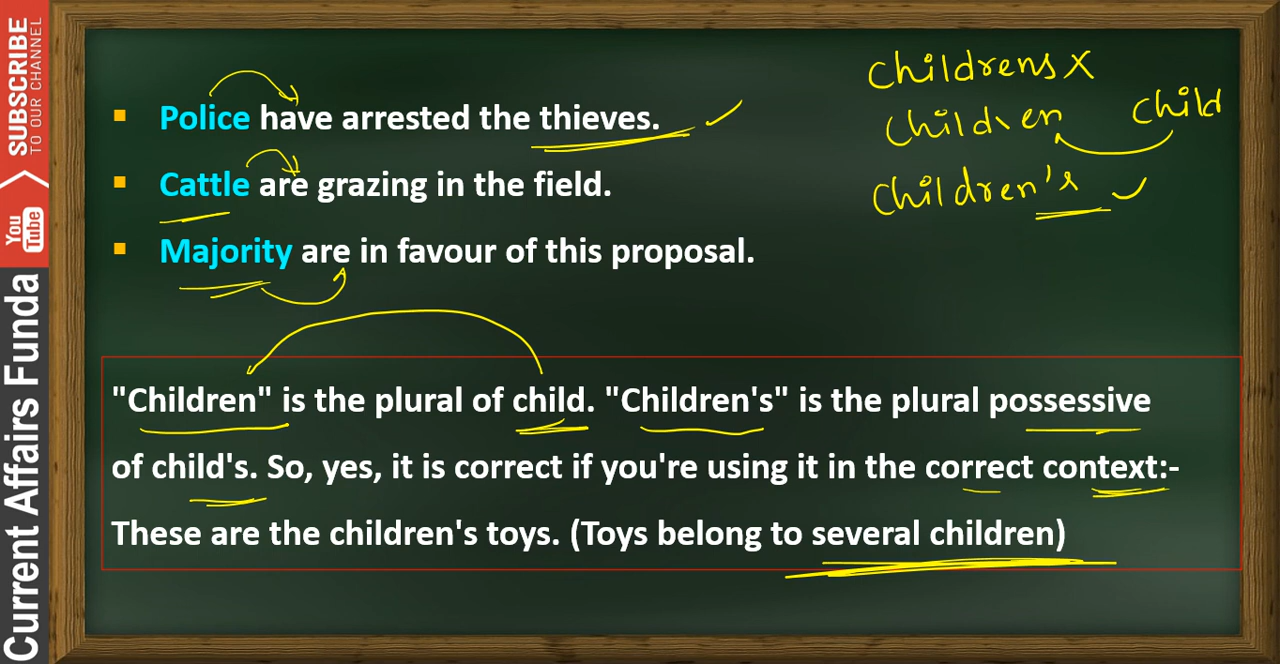 SUBSCRIBE
TO OUR CHANNEL
You Tube
Current Affairs Funda
Police have arrested the thieves.
Cattle are grazing in the field.
Majority are in favour of this proposal.
Childrens X
Children Child
Children's
"Children" is the plural of child. "Children's" is the plural possessive
of child's. So, yes, it is correct if you're using it in the correct context:-
These are the children's toys. (Toys belong to several children)